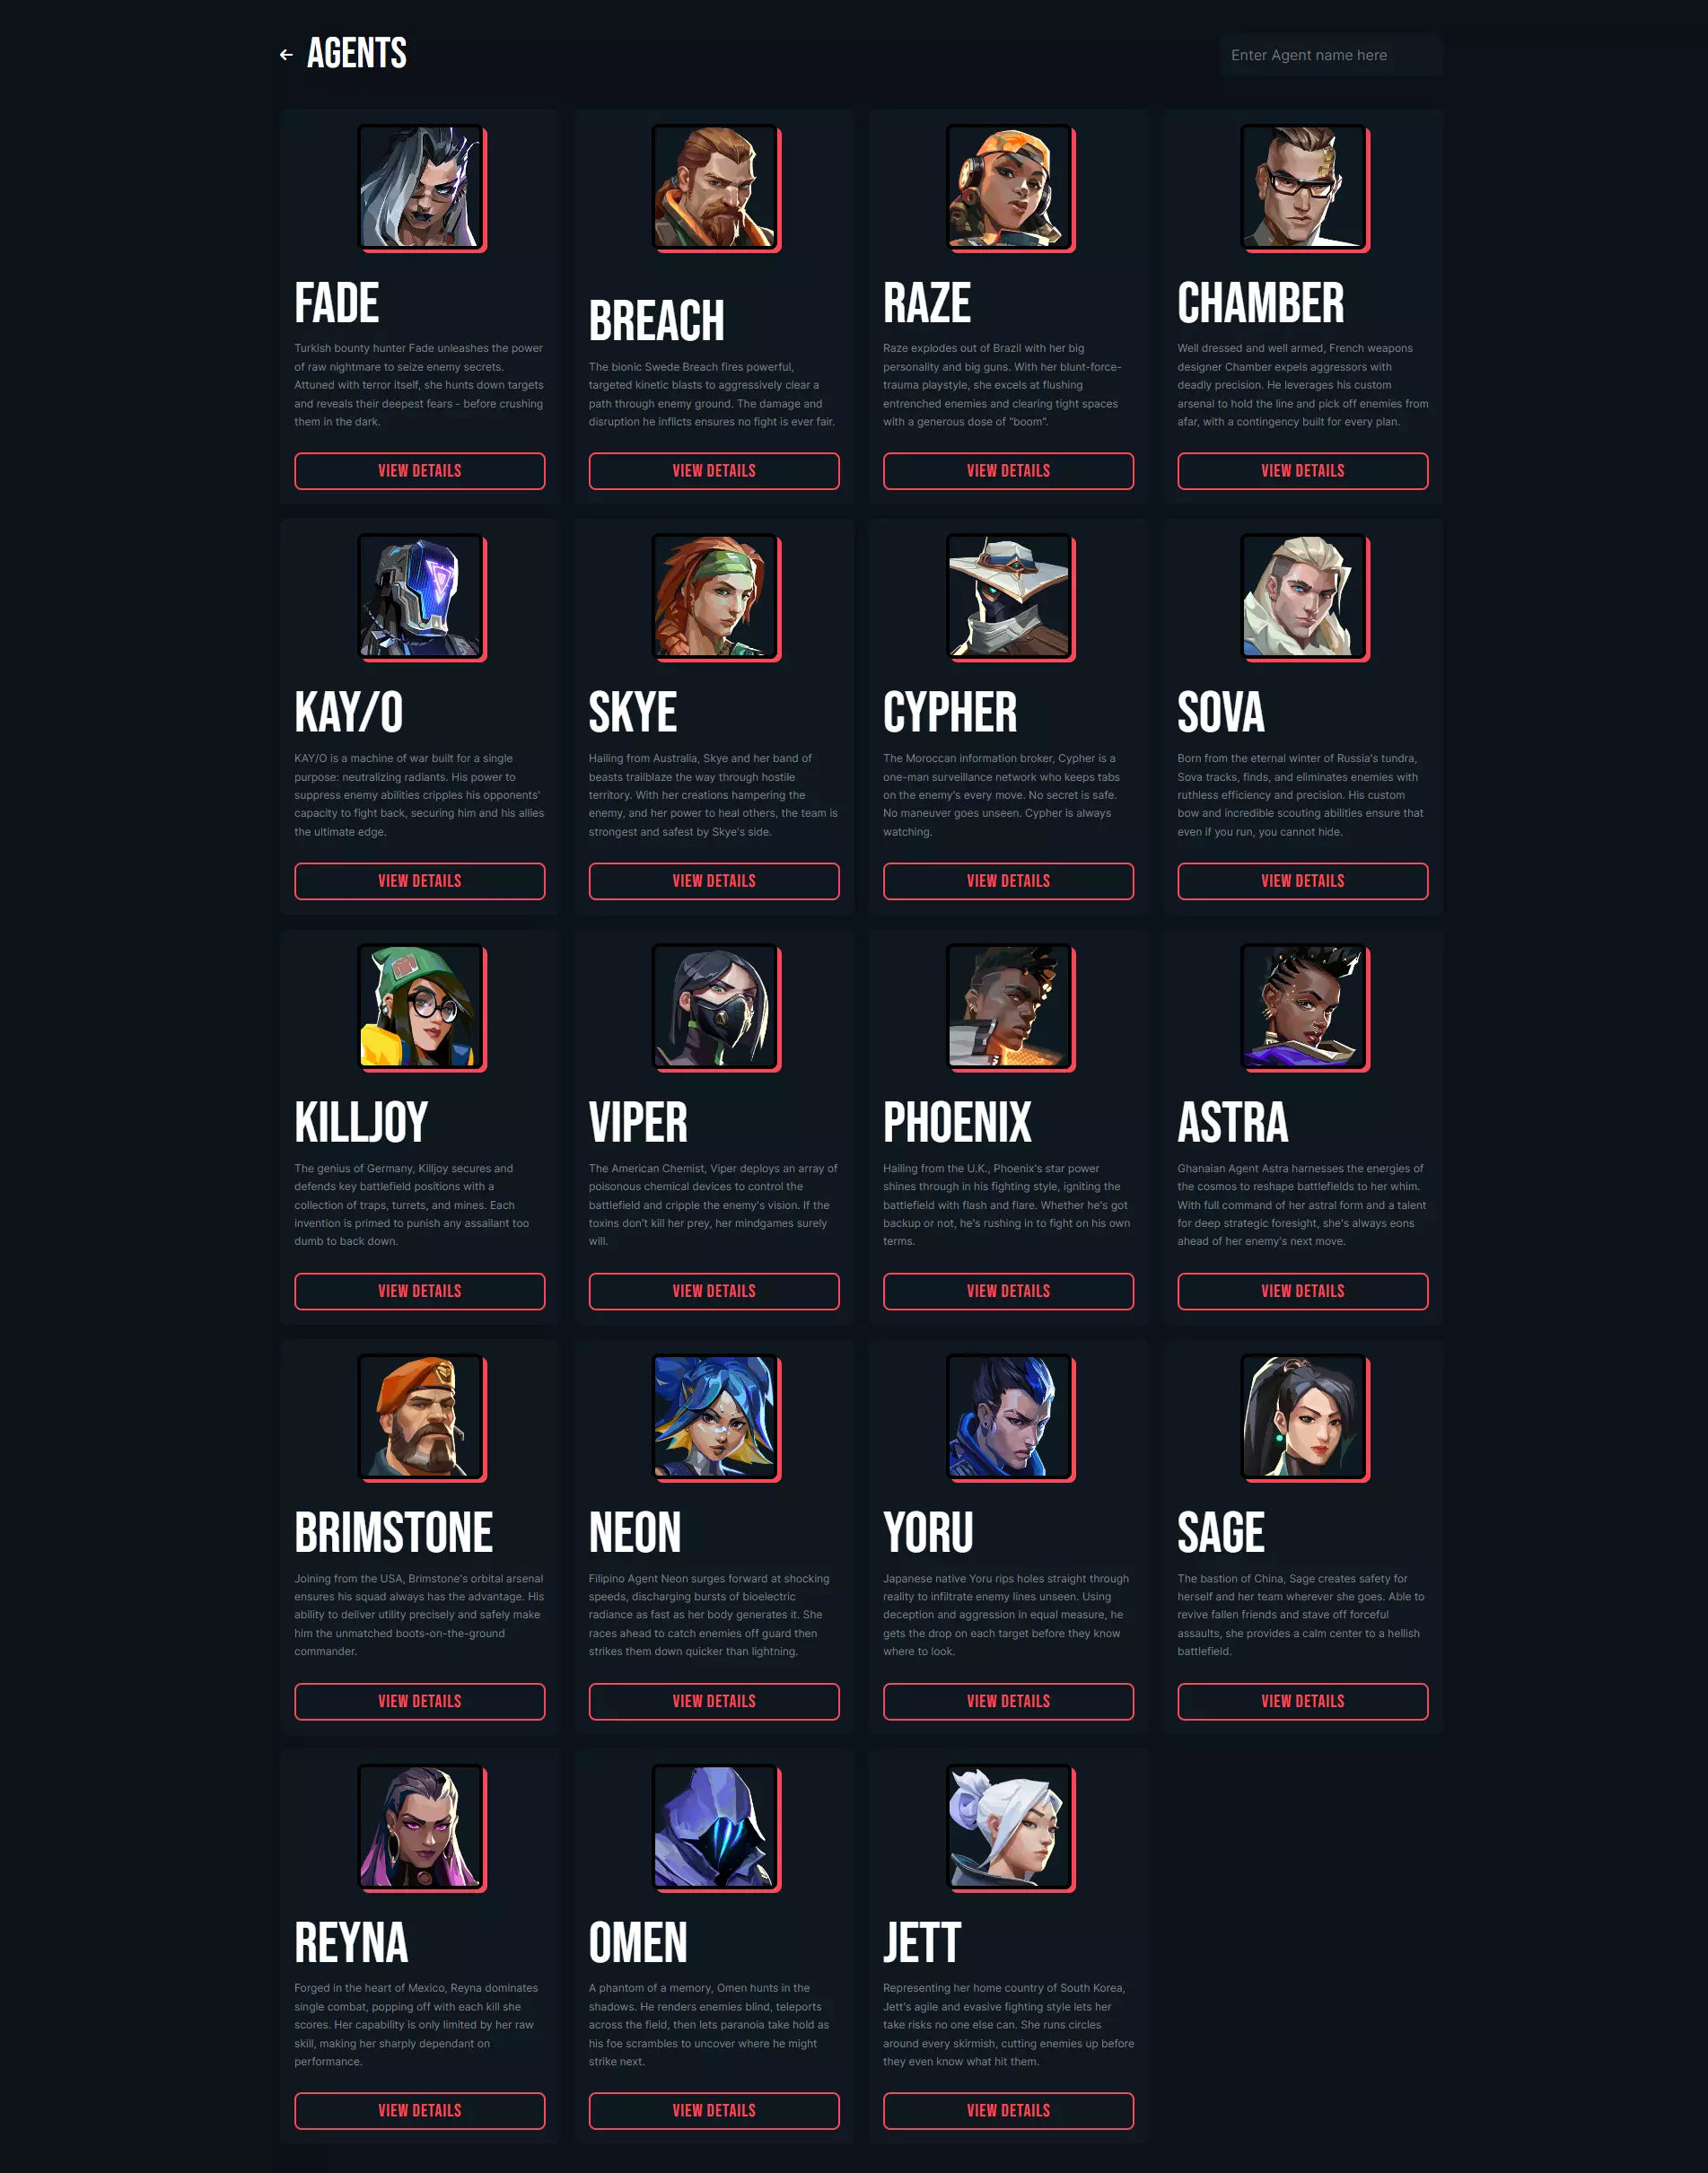 AGENTS
Enter Agent name here
FADE
Turkish bounty hunter Fade unleashes the power
of raw nightmare to seize enemy secrets.
Attuned with terror itself, she hunts down targets
and reveals their deepest fears - before crushing
them in the dark.
VIEW DETAILS
BREACH
The bionic Swede Breach fires powerful,
targeted kinetic blasts to aggressively clear a
path through enemy ground. The damage and
disruption he inflicts ensures no fight is ever fair.
VIEW DETAILS
RAZE
Raze explodes out of Brazil with her big
personality and big guns. With her blunt-force-
trauma playstyle, she excels at flushing
entrenched enemies and clearing tight spaces
with a generous dose of "boom".
VIEW DETAILS
CHAMBER
Well dressed and well armed, French weapons
designer Chamber expels aggressors with
deadly precision. He leverages his custom
arsenal to hold the line and pick off enemies from
afar, with a contingency built for every plan.
VIEW DETAILS
KAY/O
KAY/O is a machine of war built for a single
purpose: neutralizing radiants. His power to
suppress enemy abilities cripples his opponents'
capacity to fight back, securing him and his allies
the ultimate edge.
VIEW DETAILS
SKYE
Hailing from Australia, Skye and her band of
beasts trailblaze the way through hostile
territory. With her creations hampering the
enemy, and her power to heal others, the team is
strongest and safest by Skye's side.
VIEW DETAILS
CYPHER
The Moroccan information broker, Cypher is a
one-man surveillance network who keeps tabs
on the enemy's every move. No secret is safe.
No maneuver goes unseen. Cypher is always
watching.
VIEW DETAILS
SOVA
Born from the eternal winter of Russia's tundra,
Sova tracks, finds, and eliminates enemies with
ruthless efficiency and precision. His custom
bow and incredible scouting abilities ensure that
even if you run, you cannot hide.
VIEW DETAILS
KILLJOY
The genius of Germany, Killjoy secures and
defends key battlefield positions with a
collection of traps, turrets, and mines. Each
invention is primed to punish any assailant too
dumb to back down.
VIEW DETAILS
VIPER
The American Chemist, Viper deploys an array of
poisonous chemical devices to control the
battlefield and cripple the enemy's vision. If the
toxins don't kill her prey, her mindgames surely
will.
VIEW DETAILS
PHOENIX
Hailing from the U.K., Phoenix's star power
shines through in his fighting style, igniting the
battlefield with flash and flare. Whether he's got
backup or not, he's rushing in to fight on his own
terms.
VIEW DETAILS
ASTRA
Ghanaian Agent Astra harnesses the energies of
the cosmos to reshape battlefields to her whim.
With full command of her astral form and a talent
for deep strategic foresight, she's always eons
ahead of her enemy's next move.
VIEW DETAILS
BRIMSTONE
Joining from the USA, Brimstone's orbital arsenal
ensures his squad always has the advantage. His
ability to deliver utility precisely and safely make
him the unmatched boots-on-the-ground
commander.
VIEW DETAILS
NEON
Filipino Agent Neon surges forward at shocking
speeds, discharging bursts of bioelectric
radiance as fast as her body generates it. She
races ahead to catch enemies off guard then
strikes them down quicker than lightning.
VIEW DETAILS
YORU
Japanese native Yoru rips holes straight through
reality to infiltrate enemy lines unseen. Using
deception and aggression in equal measure, he
gets the drop on each target before they know
where to look.
VIEW DETAILS
SAGE
The bastion of China, Sage creates safety for
herself and her team wherever she goes. Able to
revive fallen friends and stave off forceful
assaults, she provides a calm center to a hellish
battlefield.
VIEW DETAILS
REYNA
Forged in the heart of Mexico, Reyna dominates
single combat, popping off with each kill she
scores. Her capability is only limited by her raw
skill, making her sharply dependant on
performance.
VIEW DETAILS
OMEN
A phantom of a memory, Omen hunts in the
shadows. He renders enemies blind, teleports
across the field, then lets paranoia take hold as
his foe scrambles to uncover where he might
strike next.
VIEW DETAILS
JETT
Representing her home country of South Korea,
Jett's agile and evasive fighting style lets her
take risks no one else can. She runs circles
around every skirmish, cutting enemies up before
they even know what hit them.
VIEW DETAILS